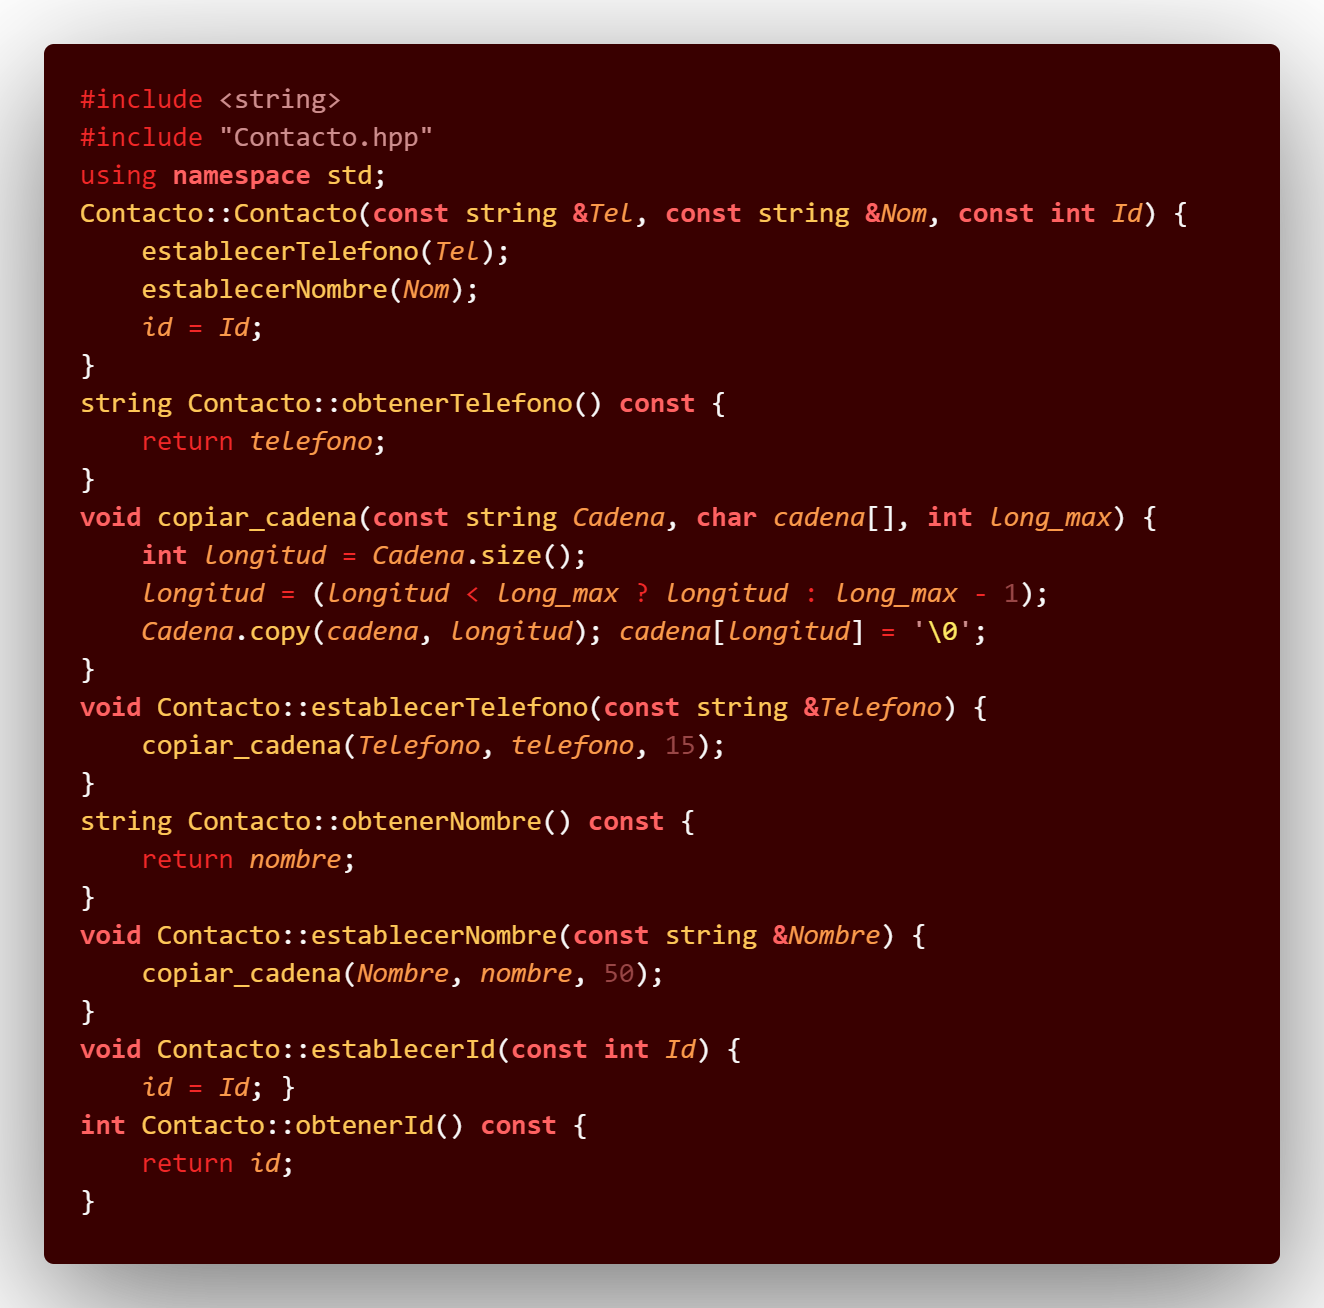 #include <string>
#include "Contacto.hpp"
using namespace std;
Contacto::Contacto(const string &Tel, const string &Nom, const int Id) {
    establecerTelefono(Tel);
    establecerNombre(Nom);
    id = Id;
}
string Contacto::obtenerTelefono() const {
    return telefono;
}
void copiar_cadena(const string Cadena, char cadena[], int long_max) {
    int longitud = Cadena.size();
    longitud = (longitud < long_max ? longitud : long_max - 1);
    Cadena.copy(cadena, longitud); cadena[longitud] = '\0';
}
void Contacto::establecerTelefono(const string &Telefono) {
    copiar_cadena(Telefono, telefono, 15);
}
string Contacto::obtenerNombre() const {
    return nombre;
}
void Contacto::establecerNombre(const string &Nombre) {
    copiar_cadena(Nombre, nombre, 50);
}
void Contacto::establecerId(const int Id) {
    id = Id; }
int Contacto::obtenerId() const {
    return id;
}